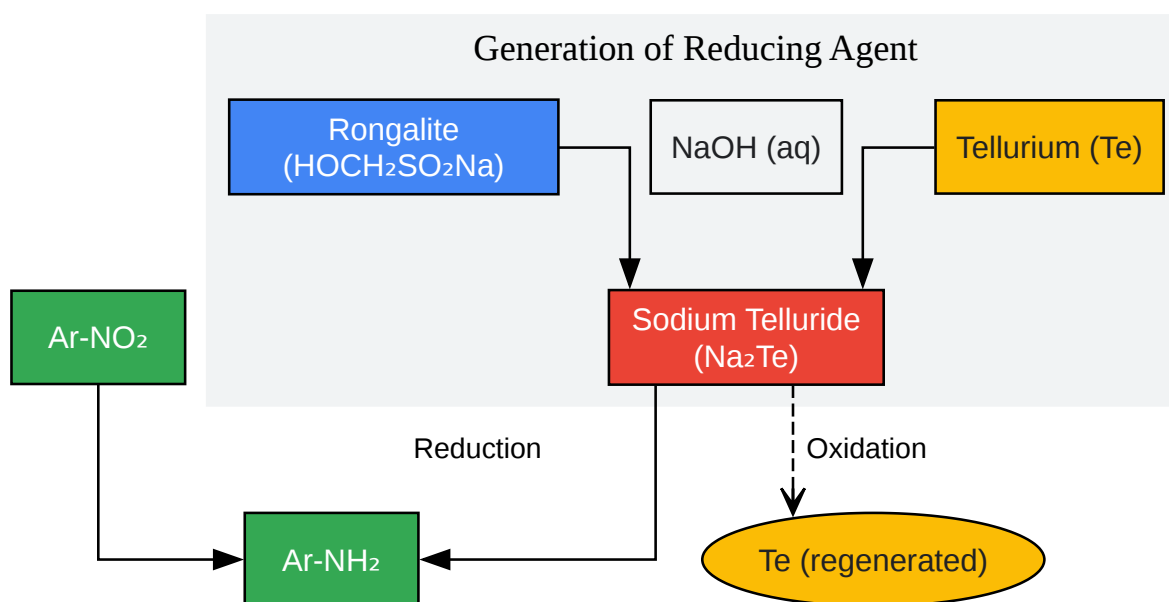 Generation of Reducing Agent
Rongalite
(HOCH₂SO₂Na)
NaOH (aq)
Tellurium (Te)
Ar-NO₂
Sodium Telluride
(Na₂Te)
Reduction
Oxidation
Ar-NH₂
Te (regenerated)